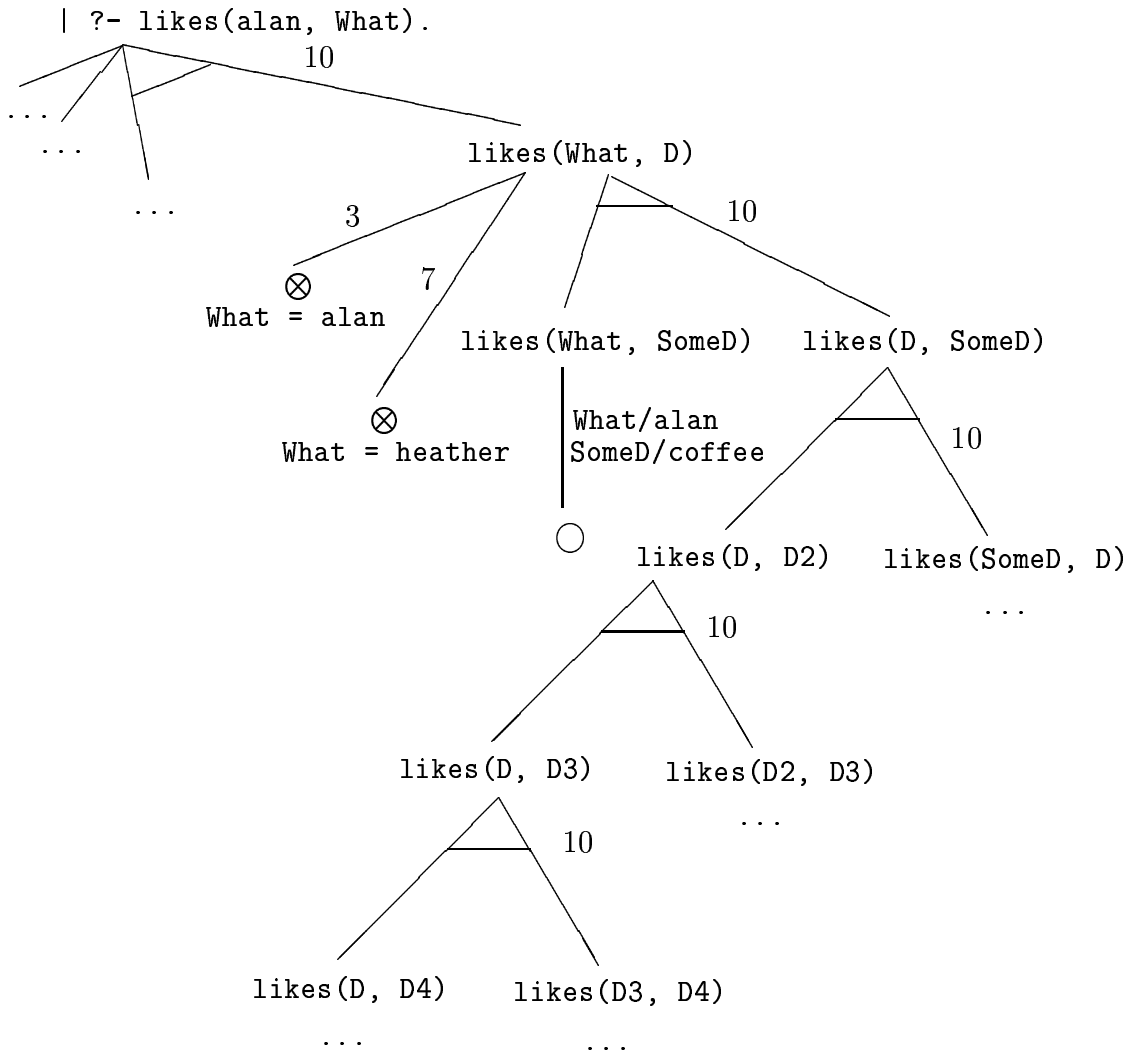 | ?- likes(alan, What).
10
...
...
likes(What, D)
...
3
10
7
What = alan
likes(What, SomeD)
likes(D, SomeD)
What/alan
10
What = heather
SomeD/coffee
likes(D, D2)
likes(SomeD, D)
...
10
likes(D, D3)
likes(D2, D3)
...
10
likes(D, D4)
likes(D3, D4)
...
...